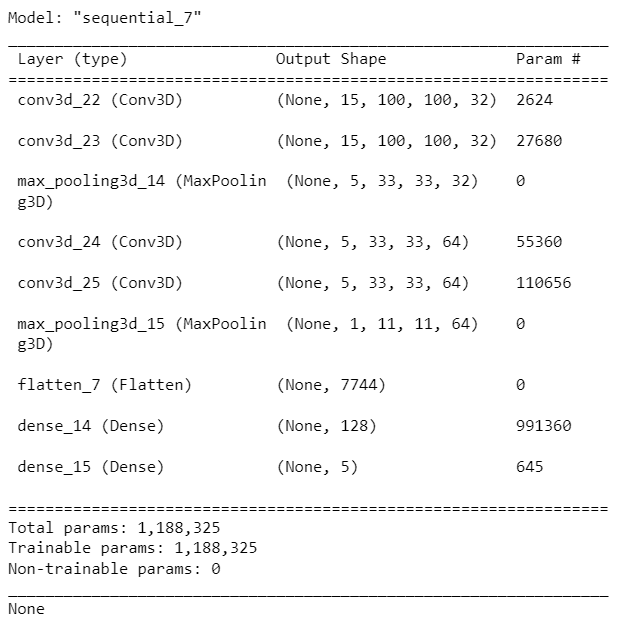 Model: "sequential_7"
_________________________________________________________________
Layer (type) Output Shape Param #
=================================================================
conv3d_22 (Conv3D) (None, 15, 100, 100, 32) 2624
conv3d_23 (Conv3D) (None, 15, 100, 100, 32) 27680
max_pooling3d_14 (MaxPoolin (None, 5, 33, 33, 32) 0
g3D)
conv3d_24 (Conv3D) (None, 5, 33, 33, 64) 55360
conv3d_25 (Conv3D) (None, 5, 33, 33, 64) 110656
max_pooling3d_15 (MaxPoolin (None, 1, 11, 11, 64) 0
g3D)
flatten_7 (Flatten) (None, 7744) 0
dense_14 (Dense) (None, 128) 991360
dense_15 (Dense) (None, 5) 645
=================================================================
Total params: 1,188,325
Trainable params: 1,188,325
Non-trainable params: 0
_________________________________________________________________
None